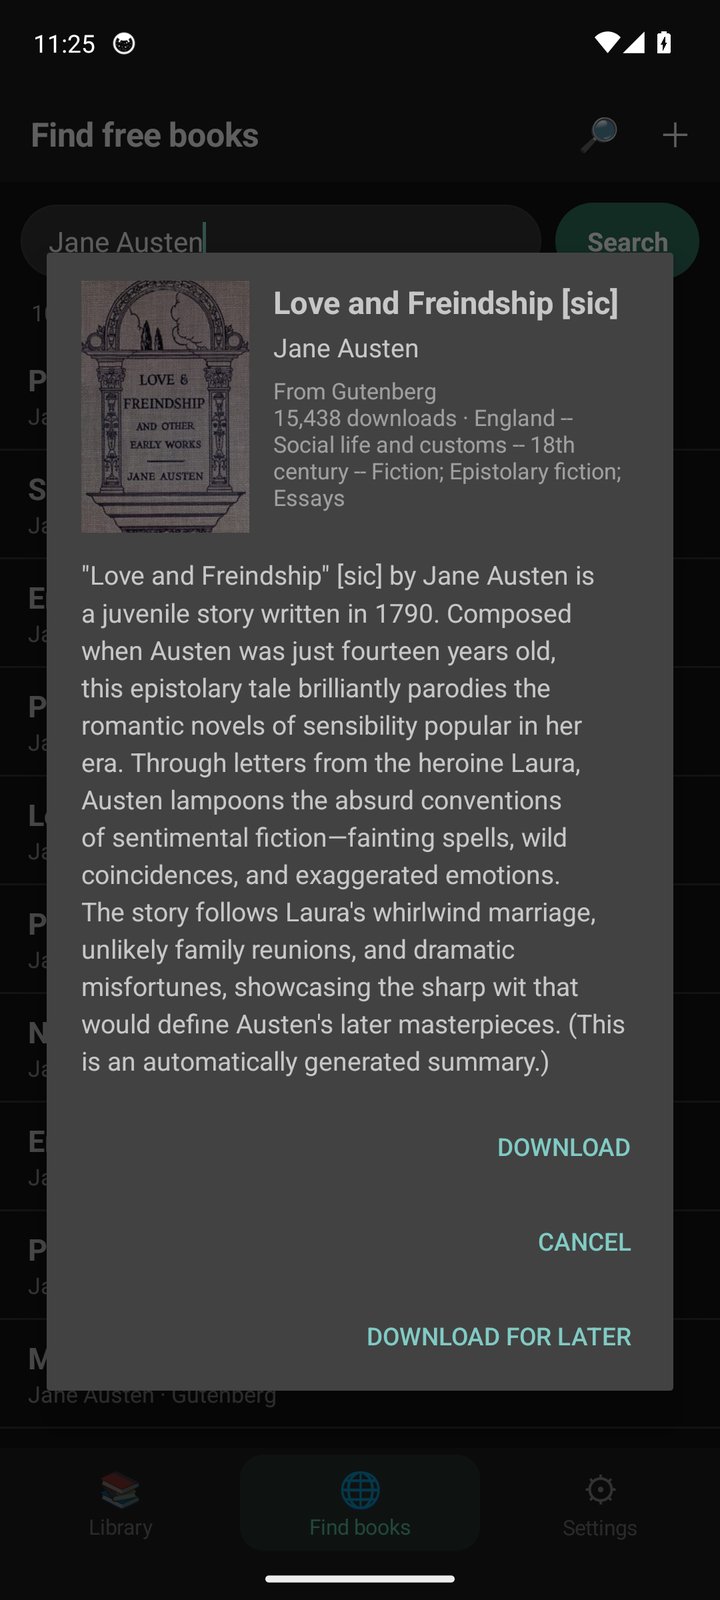 11:25
Find free books
Jane Austen
Search
LOVE &
FREINDSHIP
AND OTHER
EARLY WORKS
JANE AUSTEN
Love and Freindship [sic]
Jane Austen
From Gutenberg
15,438 downloads · England --
Social life and customs -- 18th
century -- Fiction; Epistolary fiction;
Essays
"Love and Freindship" [sic] by Jane Austen is
a juvenile story written in 1790. Composed
when Austen was just fourteen years old,
this epistolary tale brilliantly parodies the
romantic novels of sensibility popular in her
era. Through letters from the heroine Laura,
Austen lampoons the absurd conventions
of sentimental fiction—fainting spells, wild
coincidences, and exaggerated emotions.
The story follows Laura's whirlwind marriage,
unlikely family reunions, and dramatic
misfortunes, showcasing the sharp wit that
would define Austen's later masterpieces. (This
is an automatically generated summary.)
DOWNLOAD
CANCEL
DOWNLOAD FOR LATER
Jane Austen · Gutenberg
Library
Find books
Settings